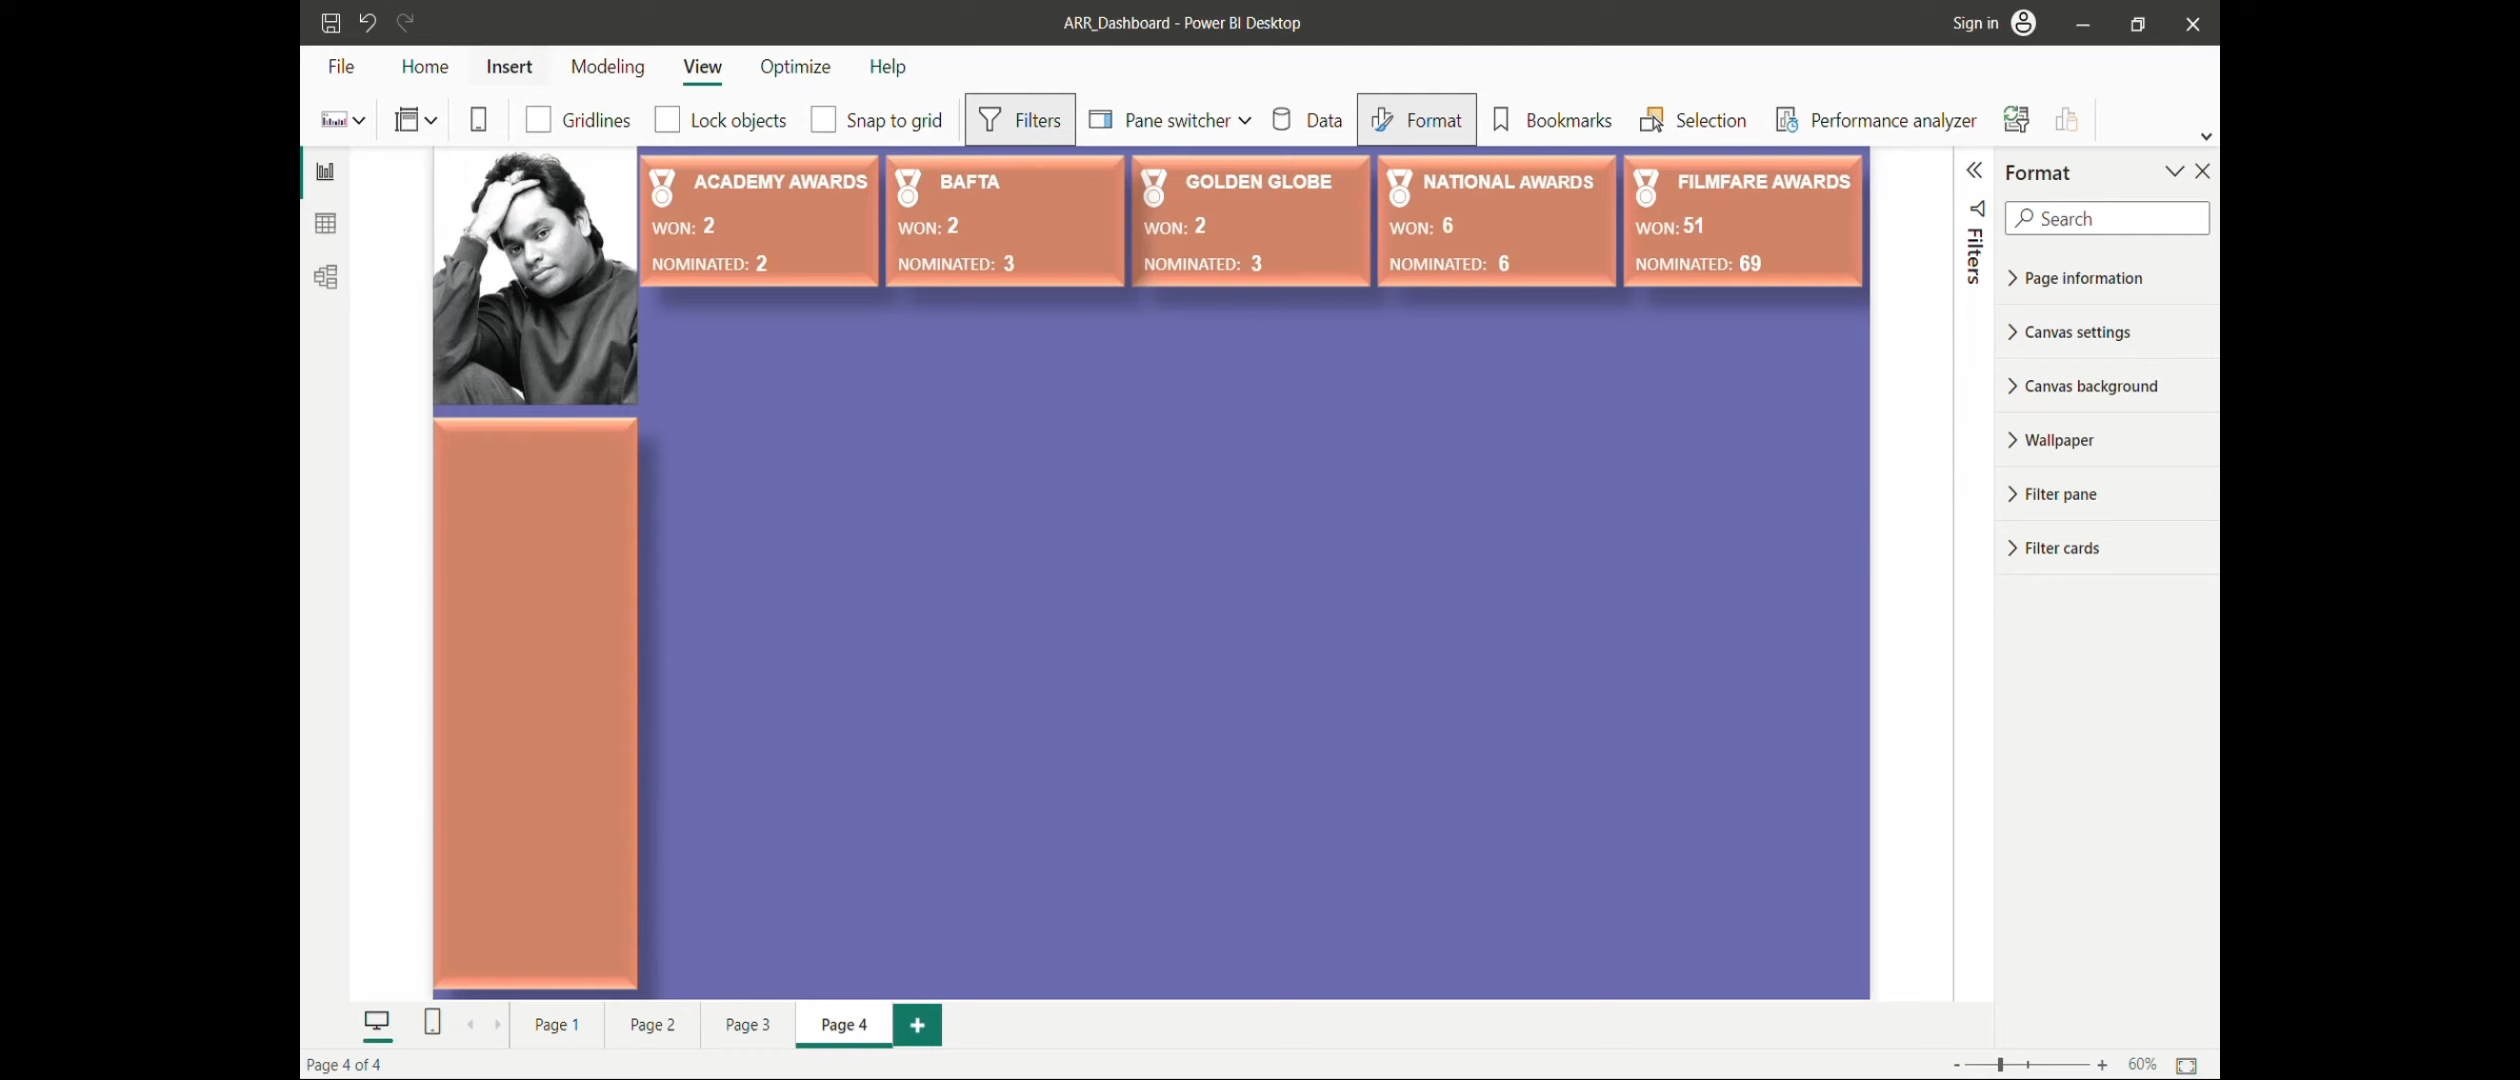 ARR_Dashboard - Power BI Desktop
Sign in
File Home Insert Modeling View Optimize Help
Gridlines Lock objects Snap to grid Filters Pane switcher Data Format Bookmarks Selection Performance analyzer
ACADEMY AWARDS
WON: 2
NOMINATED: 2
BAFTA
WON: 2
NOMINATED: 3
GOLDEN GLOBE
WON: 2
NOMINATED: 3
NATIONAL AWARDS
WON: 6
NOMINATED: 6
FILMFARE AWARDS
WON: 51
NOMINATED: 69
Filters
Format
Search
Page information
Canvas settings
Canvas background
Wallpaper
Filter pane
Filter cards
Page 1 Page 2 Page 3 Page 4 +
Page 4 of 4
- + 60%